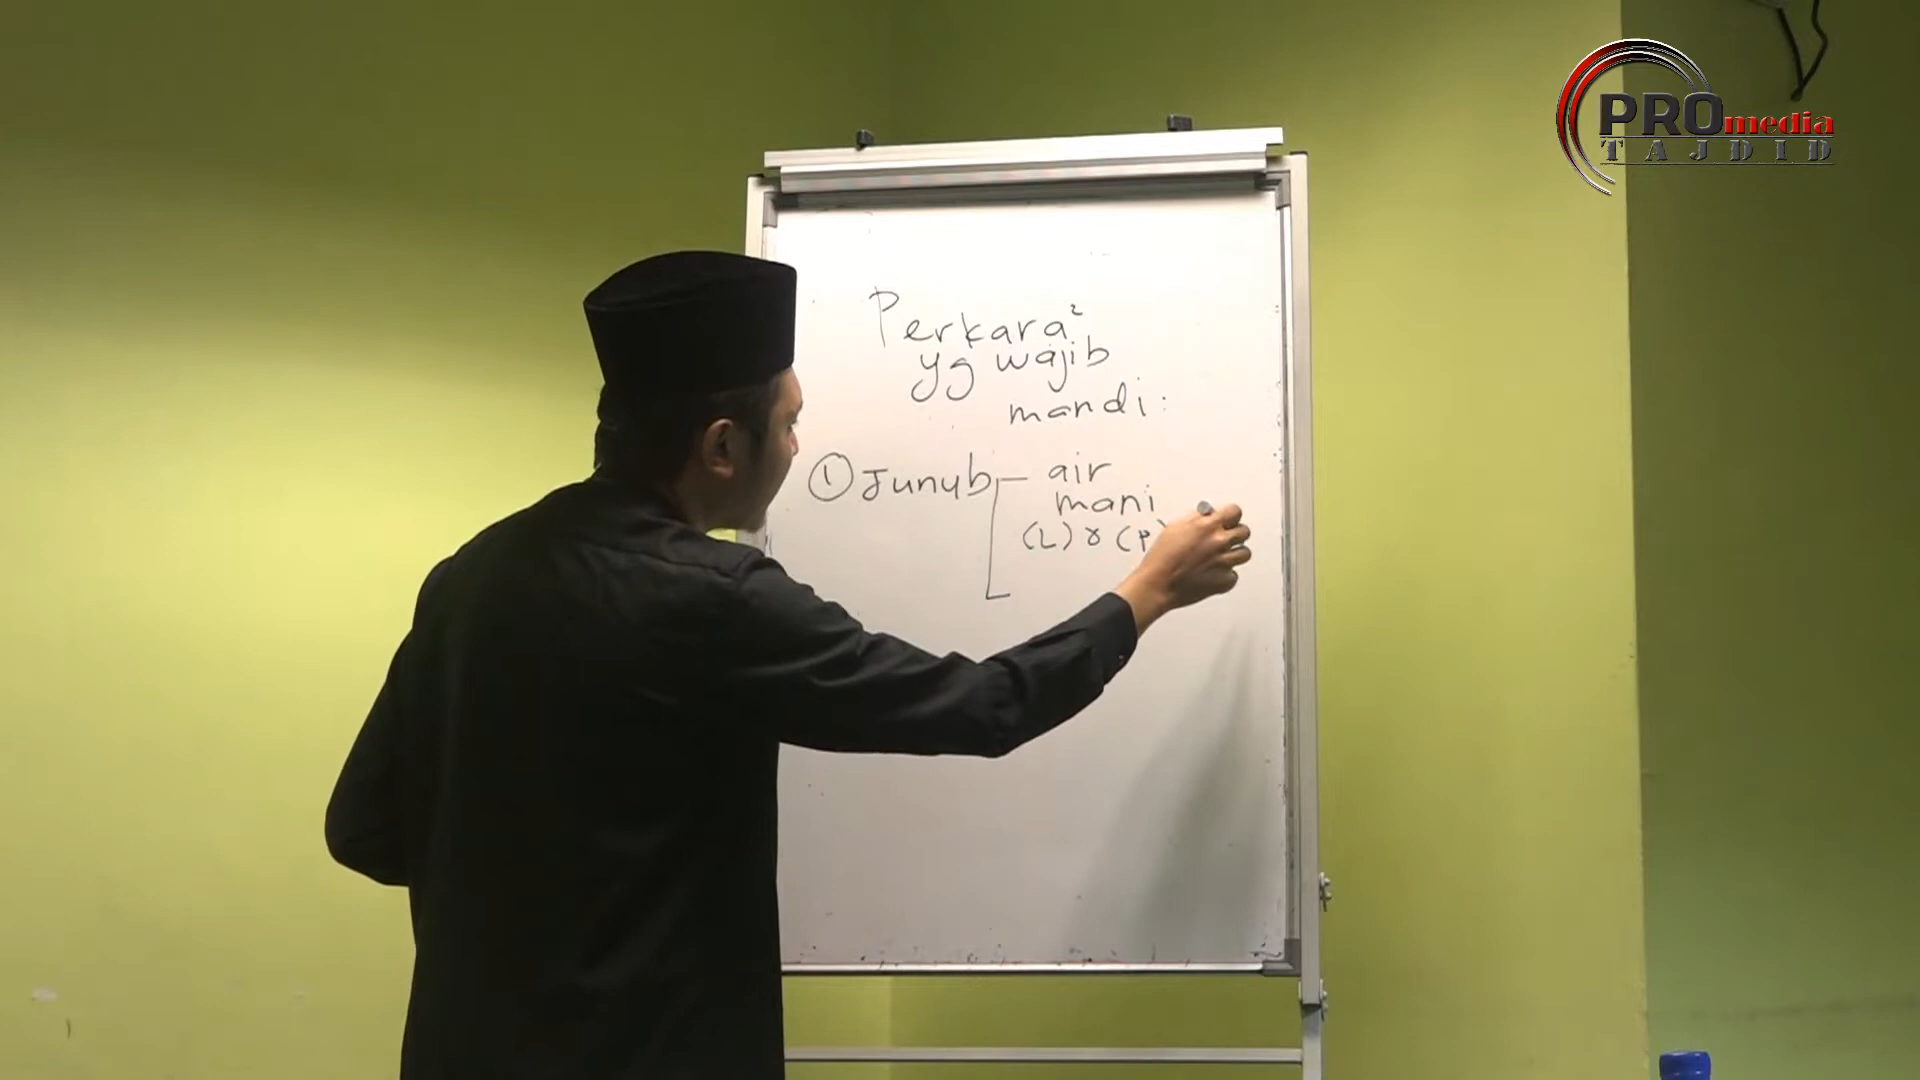 PROmedia
TAJDID
Perkara²
yg wajib
mandi:
① Junub — air
mani
(L) & (P)